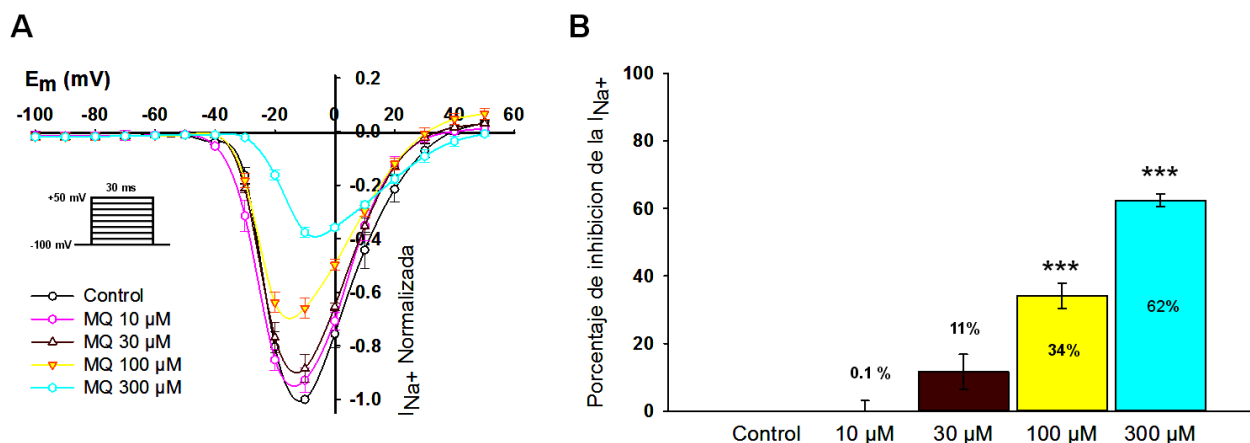 A
E_m (mV)
-100 -80 -60 -40 -20 0 20 40 60
0.2
0.0
-0.2
-0.4
-0.6
-0.8
-1.0
I_Na+ Normalizada
30 ms
+50 mV
-100 mV
Control
MQ 10 µM
MQ 30 µM
MQ 100 µM
MQ 300 µM
B
Porcentaje de inhibicion de la I_Na+
100
80
60
40
20
0
0.1 %
11%
***
34%
***
62%
Control 10 µM 30 µM 100 µM 300 µM